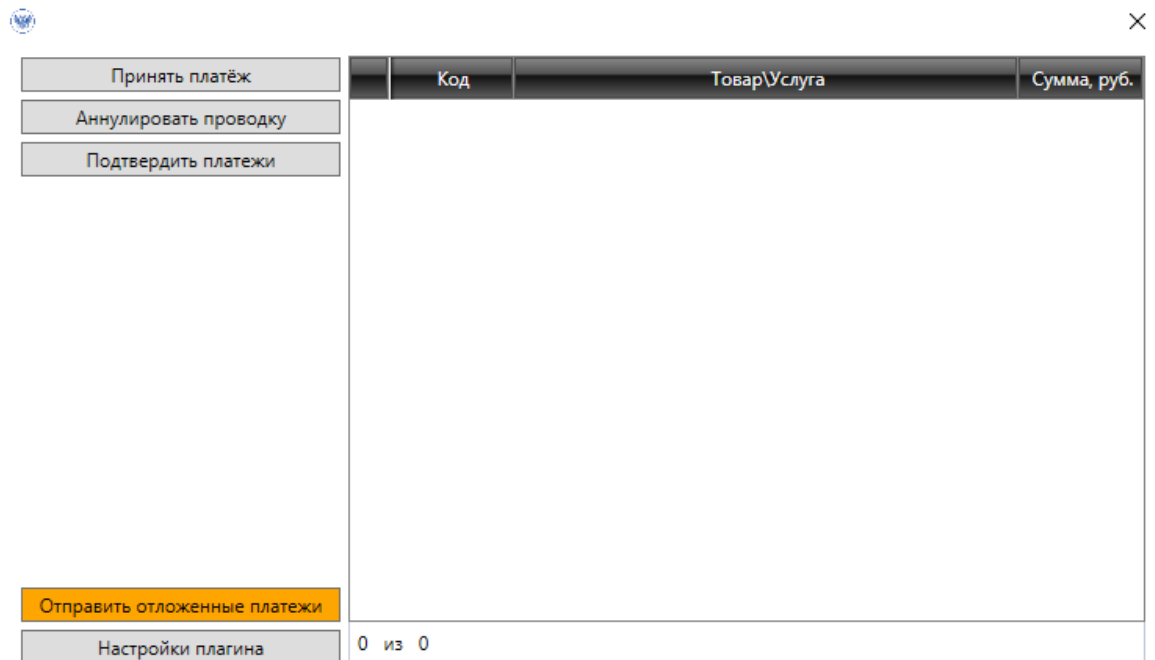 Принять платёж
Аннулировать проводку
Подтвердить платежи
Отправить отложенные платежи
Настройки плагина
Код Товар\Услуга Сумма, руб.
0 из 0